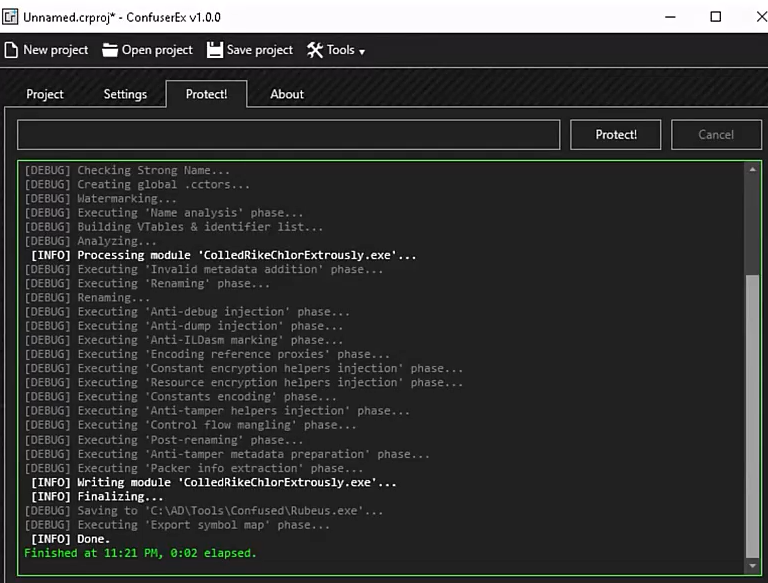 Unnamed.crproj* - ConfuserEx v1.0.0
New project Open project Save project Tools
Project Settings Protect! About
Protect! Cancel
[DEBUG] Checking Strong Name...
[DEBUG] Creating global .cctors...
[DEBUG] Watermarking...
[DEBUG] Executing 'Name analysis' phase...
[DEBUG] Building VTables & identifier list...
[DEBUG] Analyzing...
[INFO] Processing module 'ColledRikeChlorExtrously.exe'...
[DEBUG] Executing 'Invalid metadata addition' phase...
[DEBUG] Executing 'Renaming' phase...
[DEBUG] Renaming...
[DEBUG] Executing 'Anti-debug injection' phase...
[DEBUG] Executing 'Anti-dump injection' phase...
[DEBUG] Executing 'Anti-ILDasm marking' phase...
[DEBUG] Executing 'Encoding reference proxies' phase...
[DEBUG] Executing 'Constant encryption helpers injection' phase...
[DEBUG] Executing 'Resource encryption helpers injection' phase...
[DEBUG] Executing 'Constants encoding' phase...
[DEBUG] Executing 'Anti-tamper helpers injection' phase...
[DEBUG] Executing 'Control flow mangling' phase...
[DEBUG] Executing 'Post-renaming' phase...
[DEBUG] Executing 'Anti-tamper metadata preparation' phase...
[DEBUG] Executing 'Packer info extraction' phase...
[INFO] Writing module 'ColledRikeChlorExtrously.exe'...
[INFO] Finalizing...
[DEBUG] Saving to 'C:\AD\Tools\Confused\Rubeus.exe'...
[DEBUG] Executing 'Export symbol map' phase...
[INFO] Done.
Finished at 11:21 PM, 0:02 elapsed.